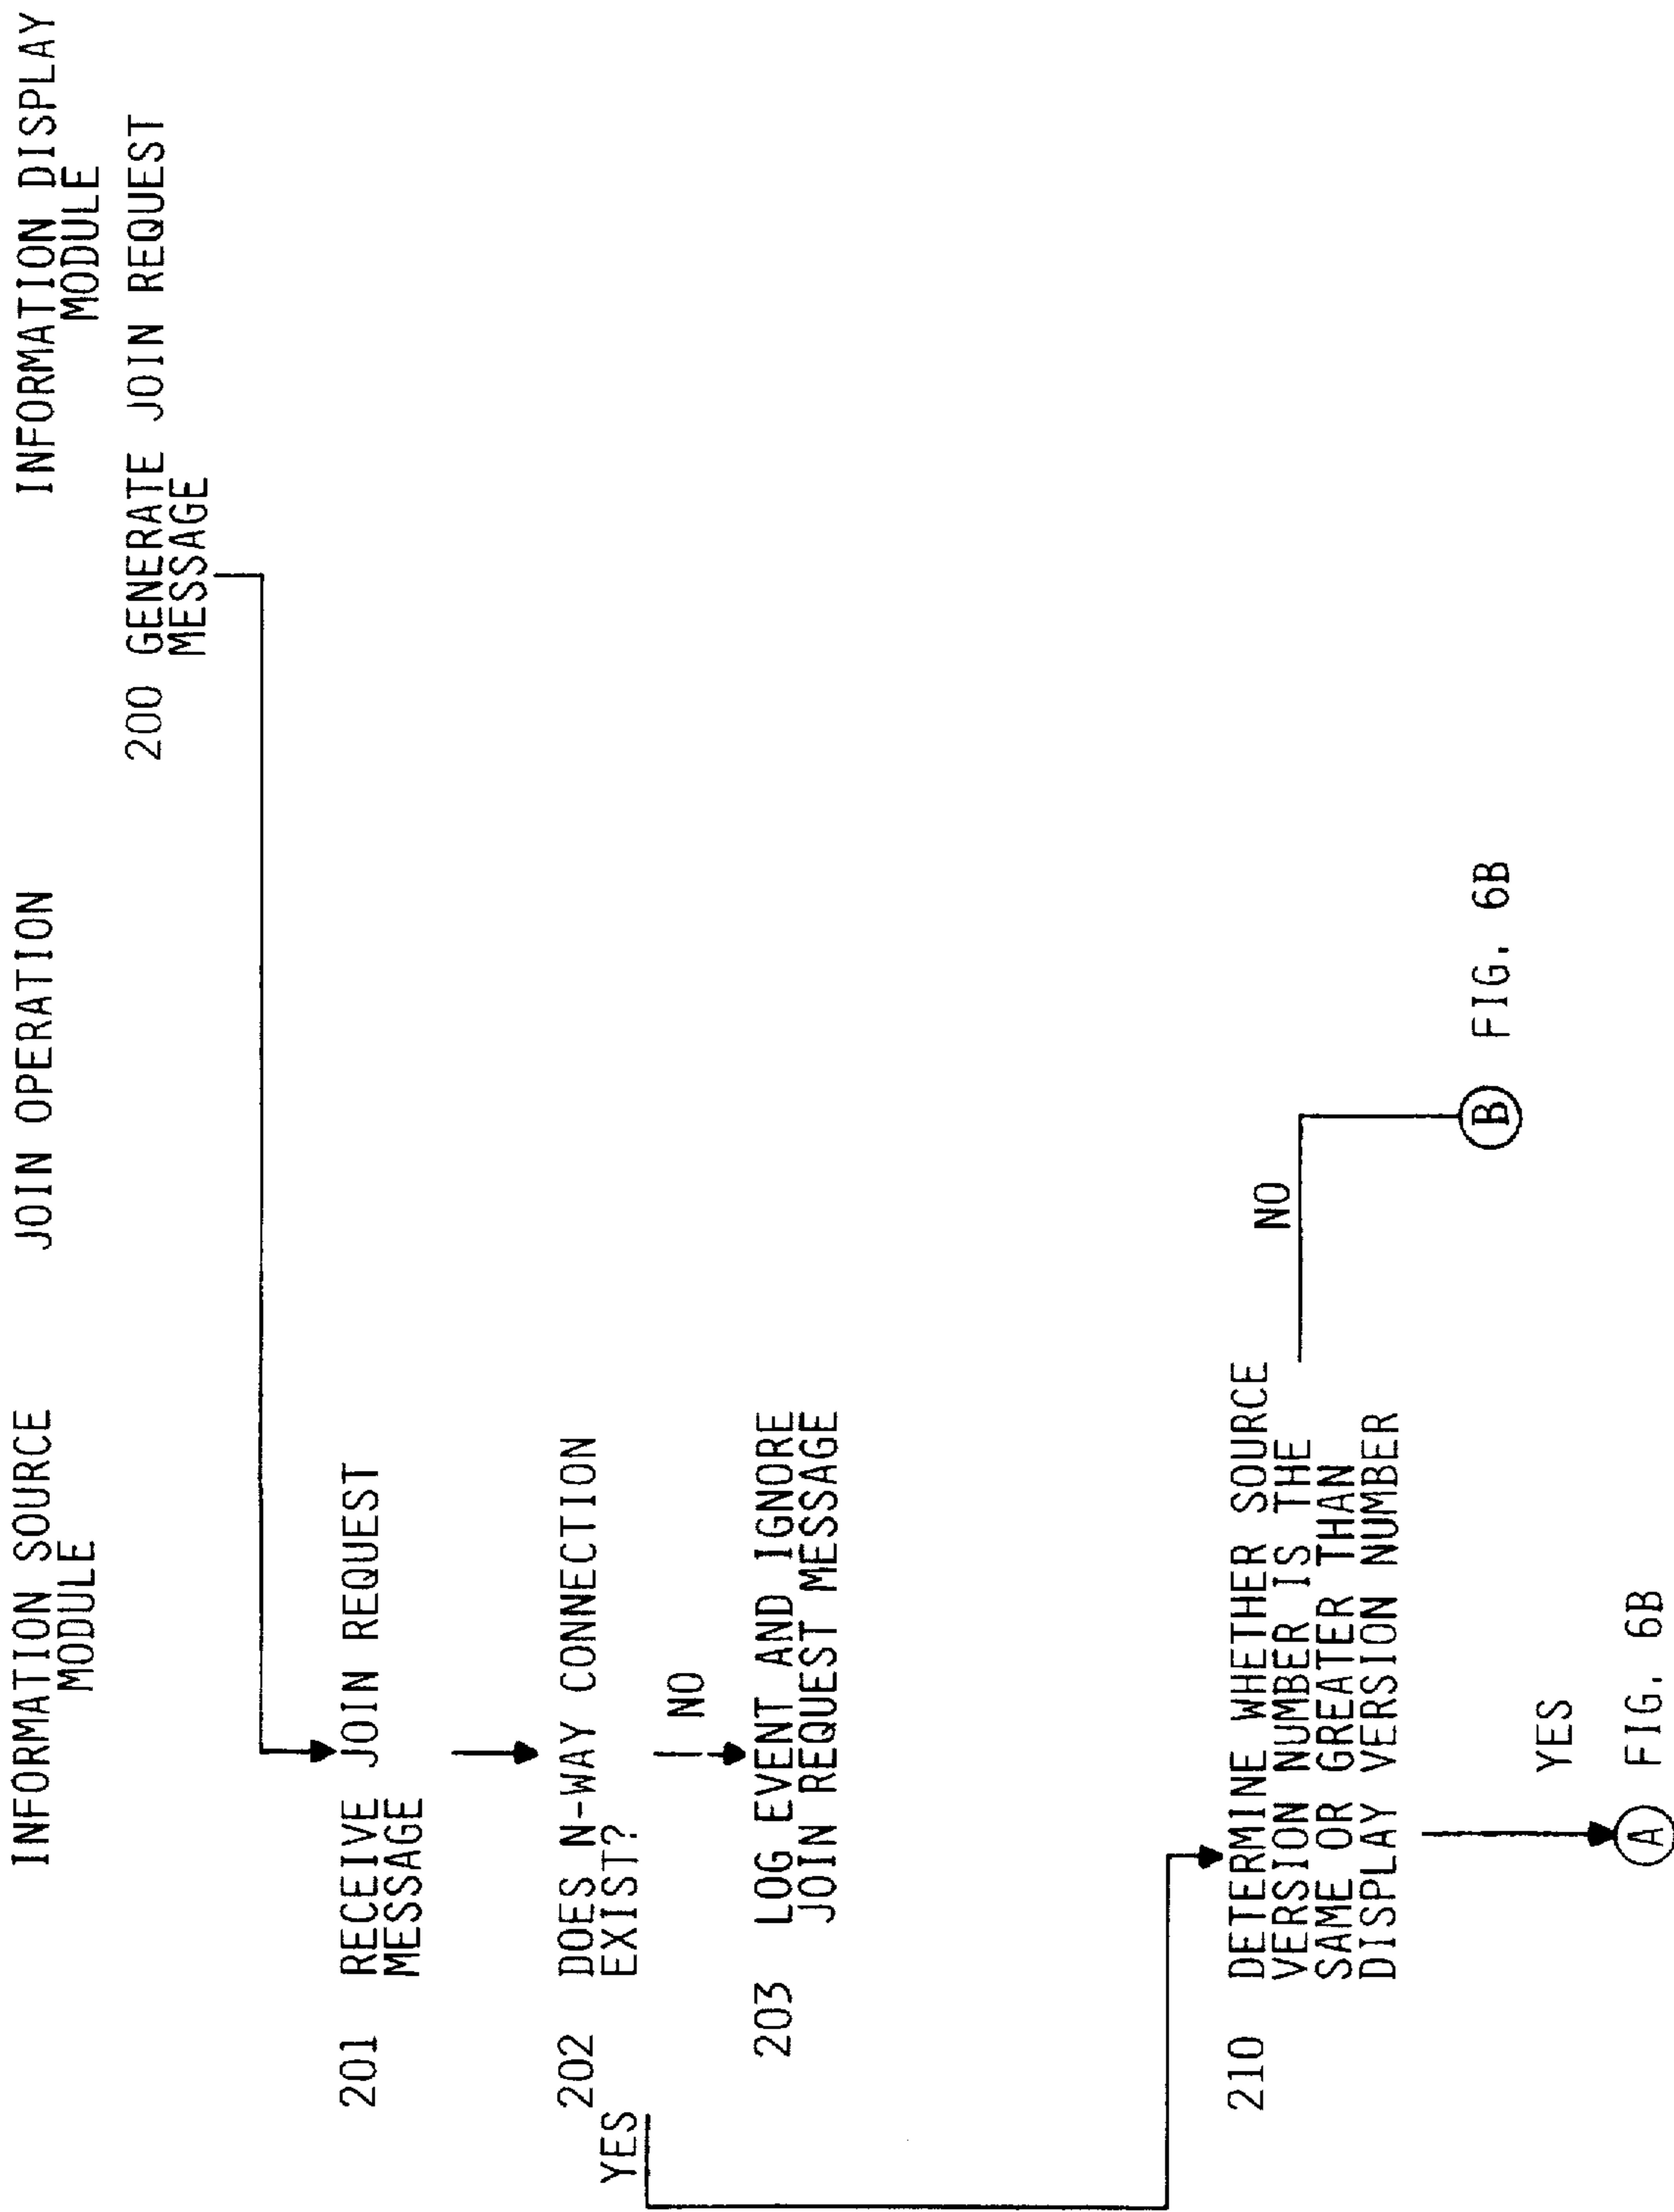 INFORMATION SOURCE
MODULE
JOIN OPERATION
INFORMATION DISPLAY
MODULE
200 GENERATE JOIN REQUEST
MESSAGE
201 RECEIVE JOIN REQUEST
MESSAGE
202 DOES N-WAY CONNECTION
EXIST?
YES
NO
203 LOG EVENT AND IGNORE
JOIN REQUEST MESSAGE
210 DETERMINE WHETHER SOURCE
VERSION NUMBER IS THE
SAME OR GREATER THAN
DISPLAY VERSION NUMBER
NO
B FIG. 6B
YES
A FIG. 6B